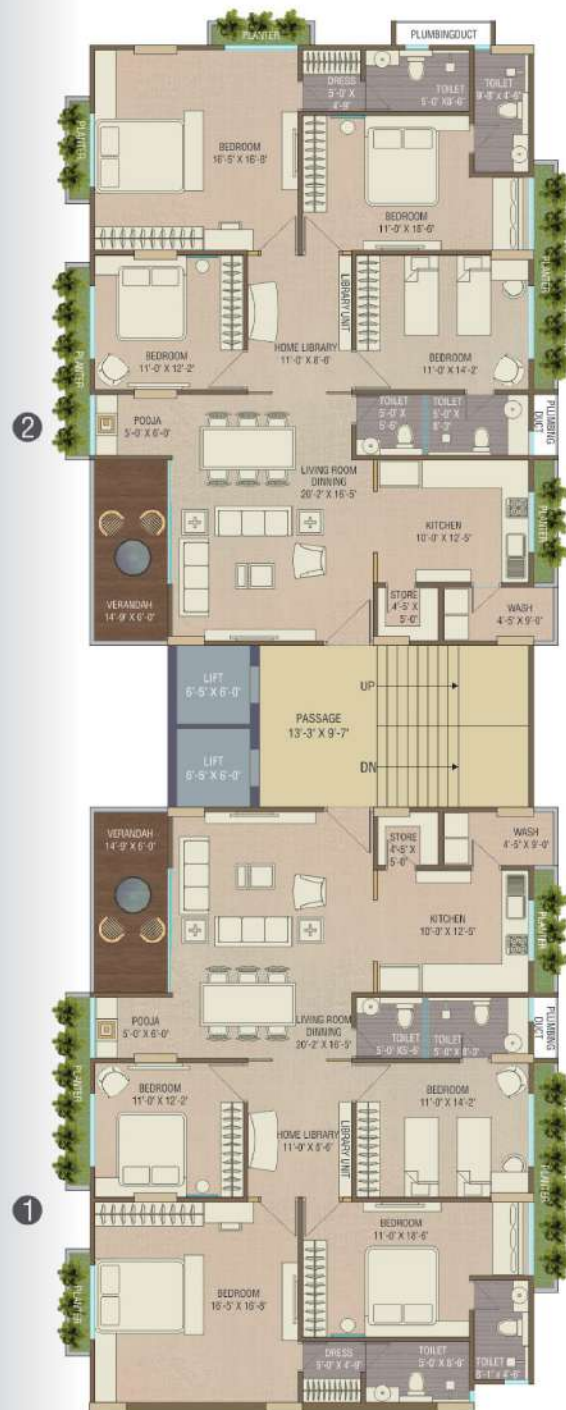 PLUMBINGDUCT
PLANTER
DRESS
5'-0" X
4'-9"
TOILET
5'-0" X8'-6"
TOILET
9'-8" X 4'-6"
PLANTER
BEDROOM
16'-5" X 16'-8"
BEDROOM
11'-0" X 18'-6"
PLANTER
LIBRARY UNIT
HOME LIBRARY
11'-0" X 8'-6"
BEDROOM
11'-0" X 12'-2"
BEDROOM
11'-0" X 14'-2"
PLANTER
2
POOJA
5'-0" X 6'-0"
TOILET
5'-0" X
5'-6"
TOILET
5'-0" X
8'-3"
PLUMBING
DUCT
LIVING ROOM
DINNING
20'-2" X 16'-5"
KITCHEN
10'-0" X 12'-5"
PLANTER
VERANDAH
14'-9" X 6'-0"
STORE
4'-5" X
5'-0"
WASH
4'-5" X 9'-0"
LIFT
6'-5" X 6'-0"
UP
PASSAGE
13'-3" X 9'-7"
LIFT
6'-5" X 6'-0"
DN
VERANDAH
14'-9" X 6'-0"
STORE
4'-5" X
WASH
4'-5" X 9'-0"
KITCHEN
10'-0" X 12'-5"
PLANTER
POOJA
5'-0" X 6'-0"
LIVING ROOM
DINNING
20'-2" X 16'-5"
TOILET
5'-0" X5'-6"
TOILET
5'-0" X 8'-3"
PLUMBING
DUCT
PLANTER
BEDROOM
11'-0" X 12'-2"
BEDROOM
11'-0" X 14'-2"
HOME LIBRARY
11'-0" X 8'-6"
LIBRARY UNIT
PLANTER
1
BEDROOM
11'-0" X 18'-6"
BEDROOM
16'-5" X 16'-8"
PLANTER
DRESS
5'-0" X 4'-9"
TOILET
5'-0" X 8'-6"
TOILET